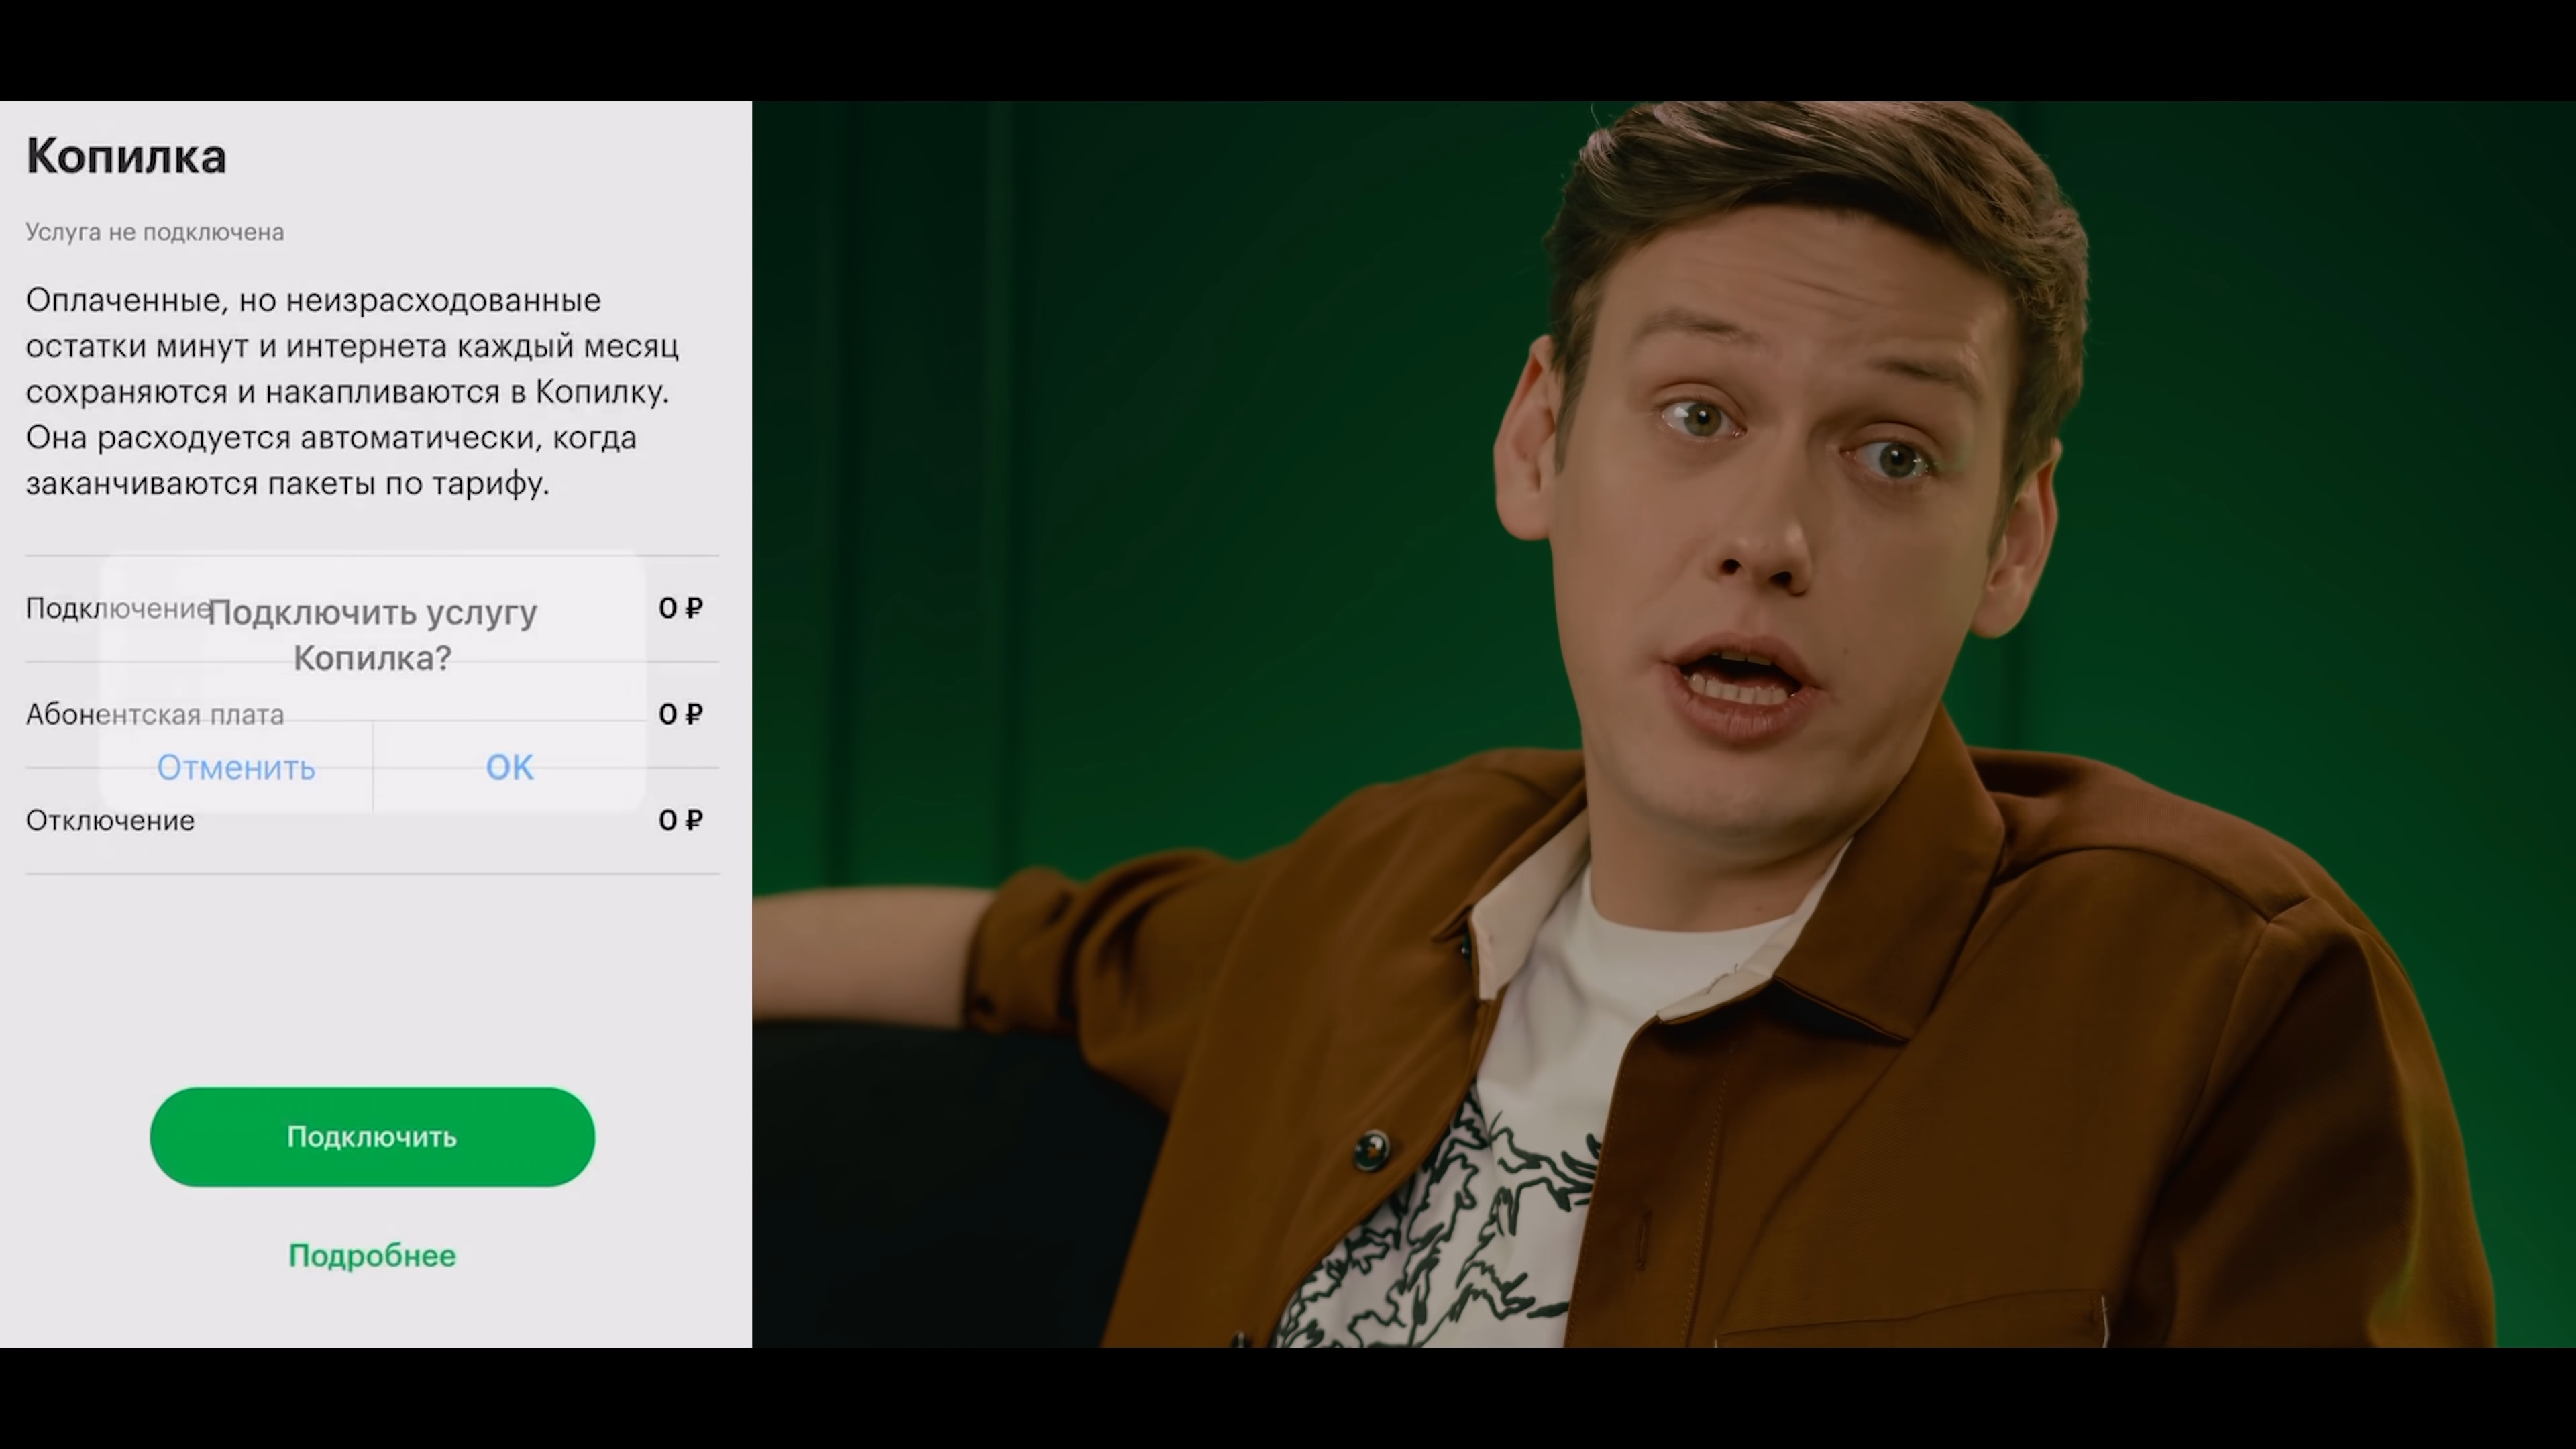 Копилка
Услуга не подключена
Оплаченные, но неизрасходованные
остатки минут и интернета каждый месяц
сохраняются и накапливаются в Копилку.
Она расходуется автоматически, когда
заканчиваются пакеты по тарифу.
Подключение 0 ₽
Подключить услугу
Копилка?
Абонентская плата 0 ₽
Отменить OK
Отключение 0 ₽
Подключить
Подробнее